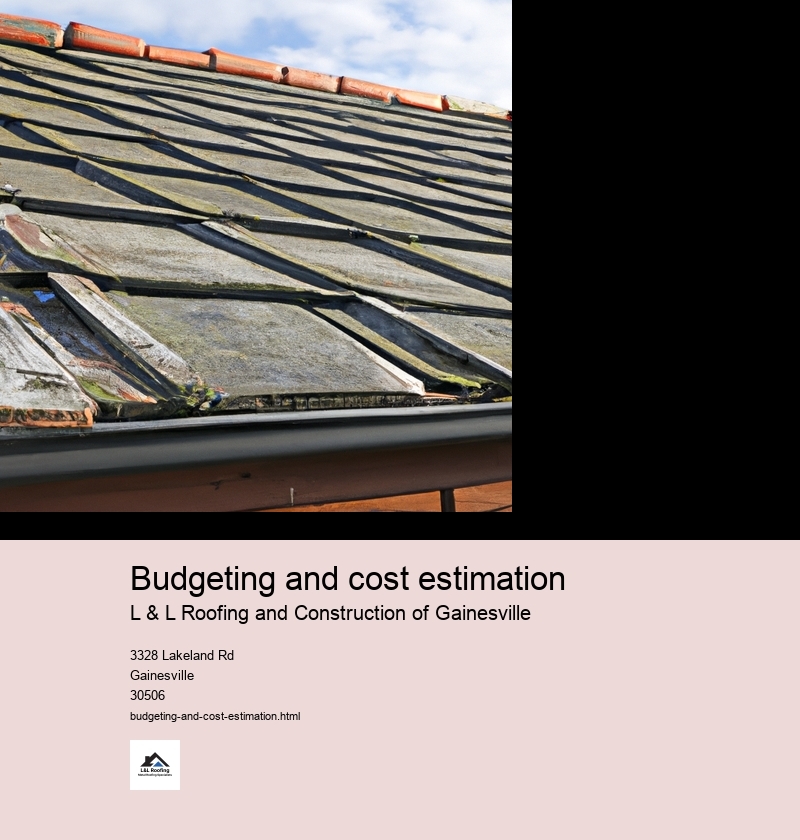 Budgeting and cost estimation
L & L Roofing and Construction of Gainesville
3328 Lakeland Rd
Gainesville
30506
budgeting-and-cost-estimation.html
L&L Roofing